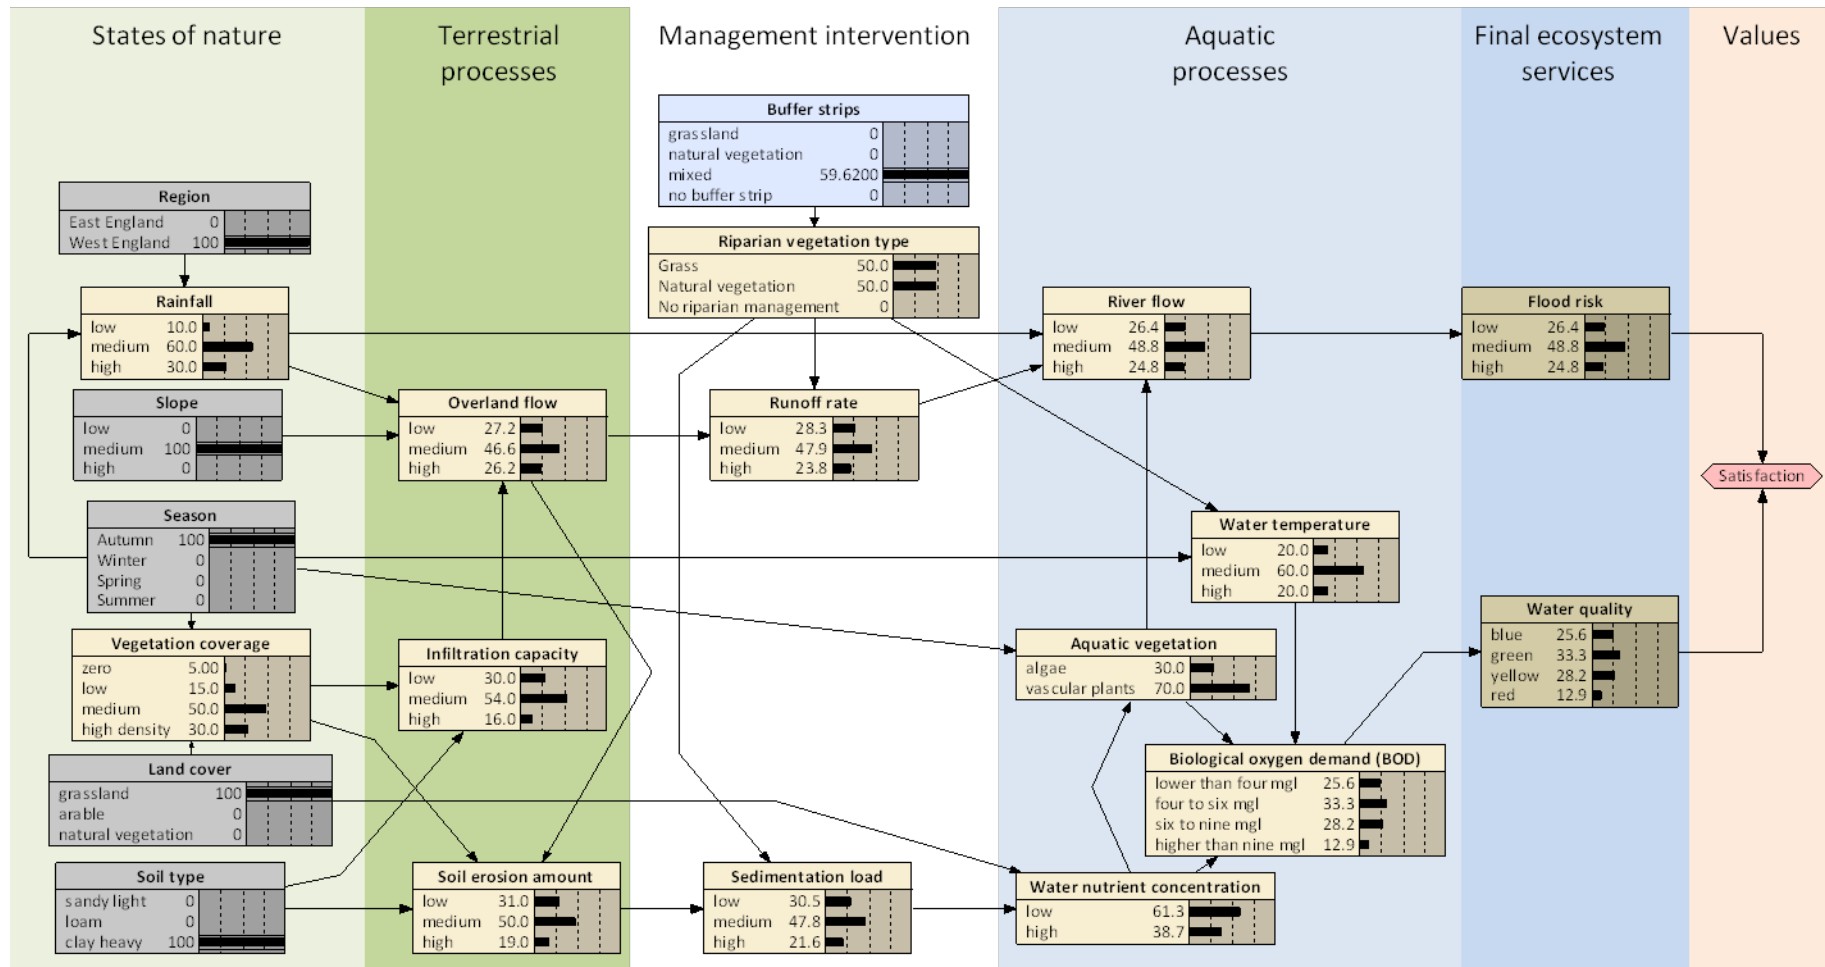 States of nature
Terrestrial
processes
Management intervention
Aquatic
processes
Final ecosystem
services
Values
Buffer strips
grassland 0
natural vegetation 0
mixed 59.6200
no buffer strip 0
Region
East England 0
West England 100
Riparian vegetation type
Grass 50.0
Natural vegetation 50.0
No riparian management 0
Rainfall
low 10.0
medium 60.0
high 30.0
River flow
low 26.4
medium 48.8
high 24.8
Flood risk
low 26.4
medium 48.8
high 24.8
Slope
low 0
medium 100
high 0
Overland flow
low 27.2
medium 46.6
high 26.2
Runoff rate
low 28.3
medium 47.9
high 23.8
Satisfaction
Season
Autumn 100
Winter 0
Spring 0
Summer 0
Water temperature
low 20.0
medium 60.0
high 20.0
Vegetation coverage
zero 5.00
low 15.0
medium 50.0
high density 30.0
Infiltration capacity
low 30.0
medium 54.0
high 16.0
Aquatic vegetation
algae 30.0
vascular plants 70.0
Water quality
blue 25.6
green 33.3
yellow 28.2
red 12.9
Land cover
grassland 100
arable 0
natural vegetation 0
Biological oxygen demand (BOD)
lower than four mgl 25.6
four to six mgl 33.3
six to nine mgl 28.2
higher than nine mgl 12.9
Soil type
sandy light 0
loam 0
clay heavy 100
Soil erosion amount
low 31.0
medium 50.0
high 19.0
Sedimentation load
low 30.5
medium 47.8
high 21.6
Water nutrient concentration
low 61.3
high 38.7